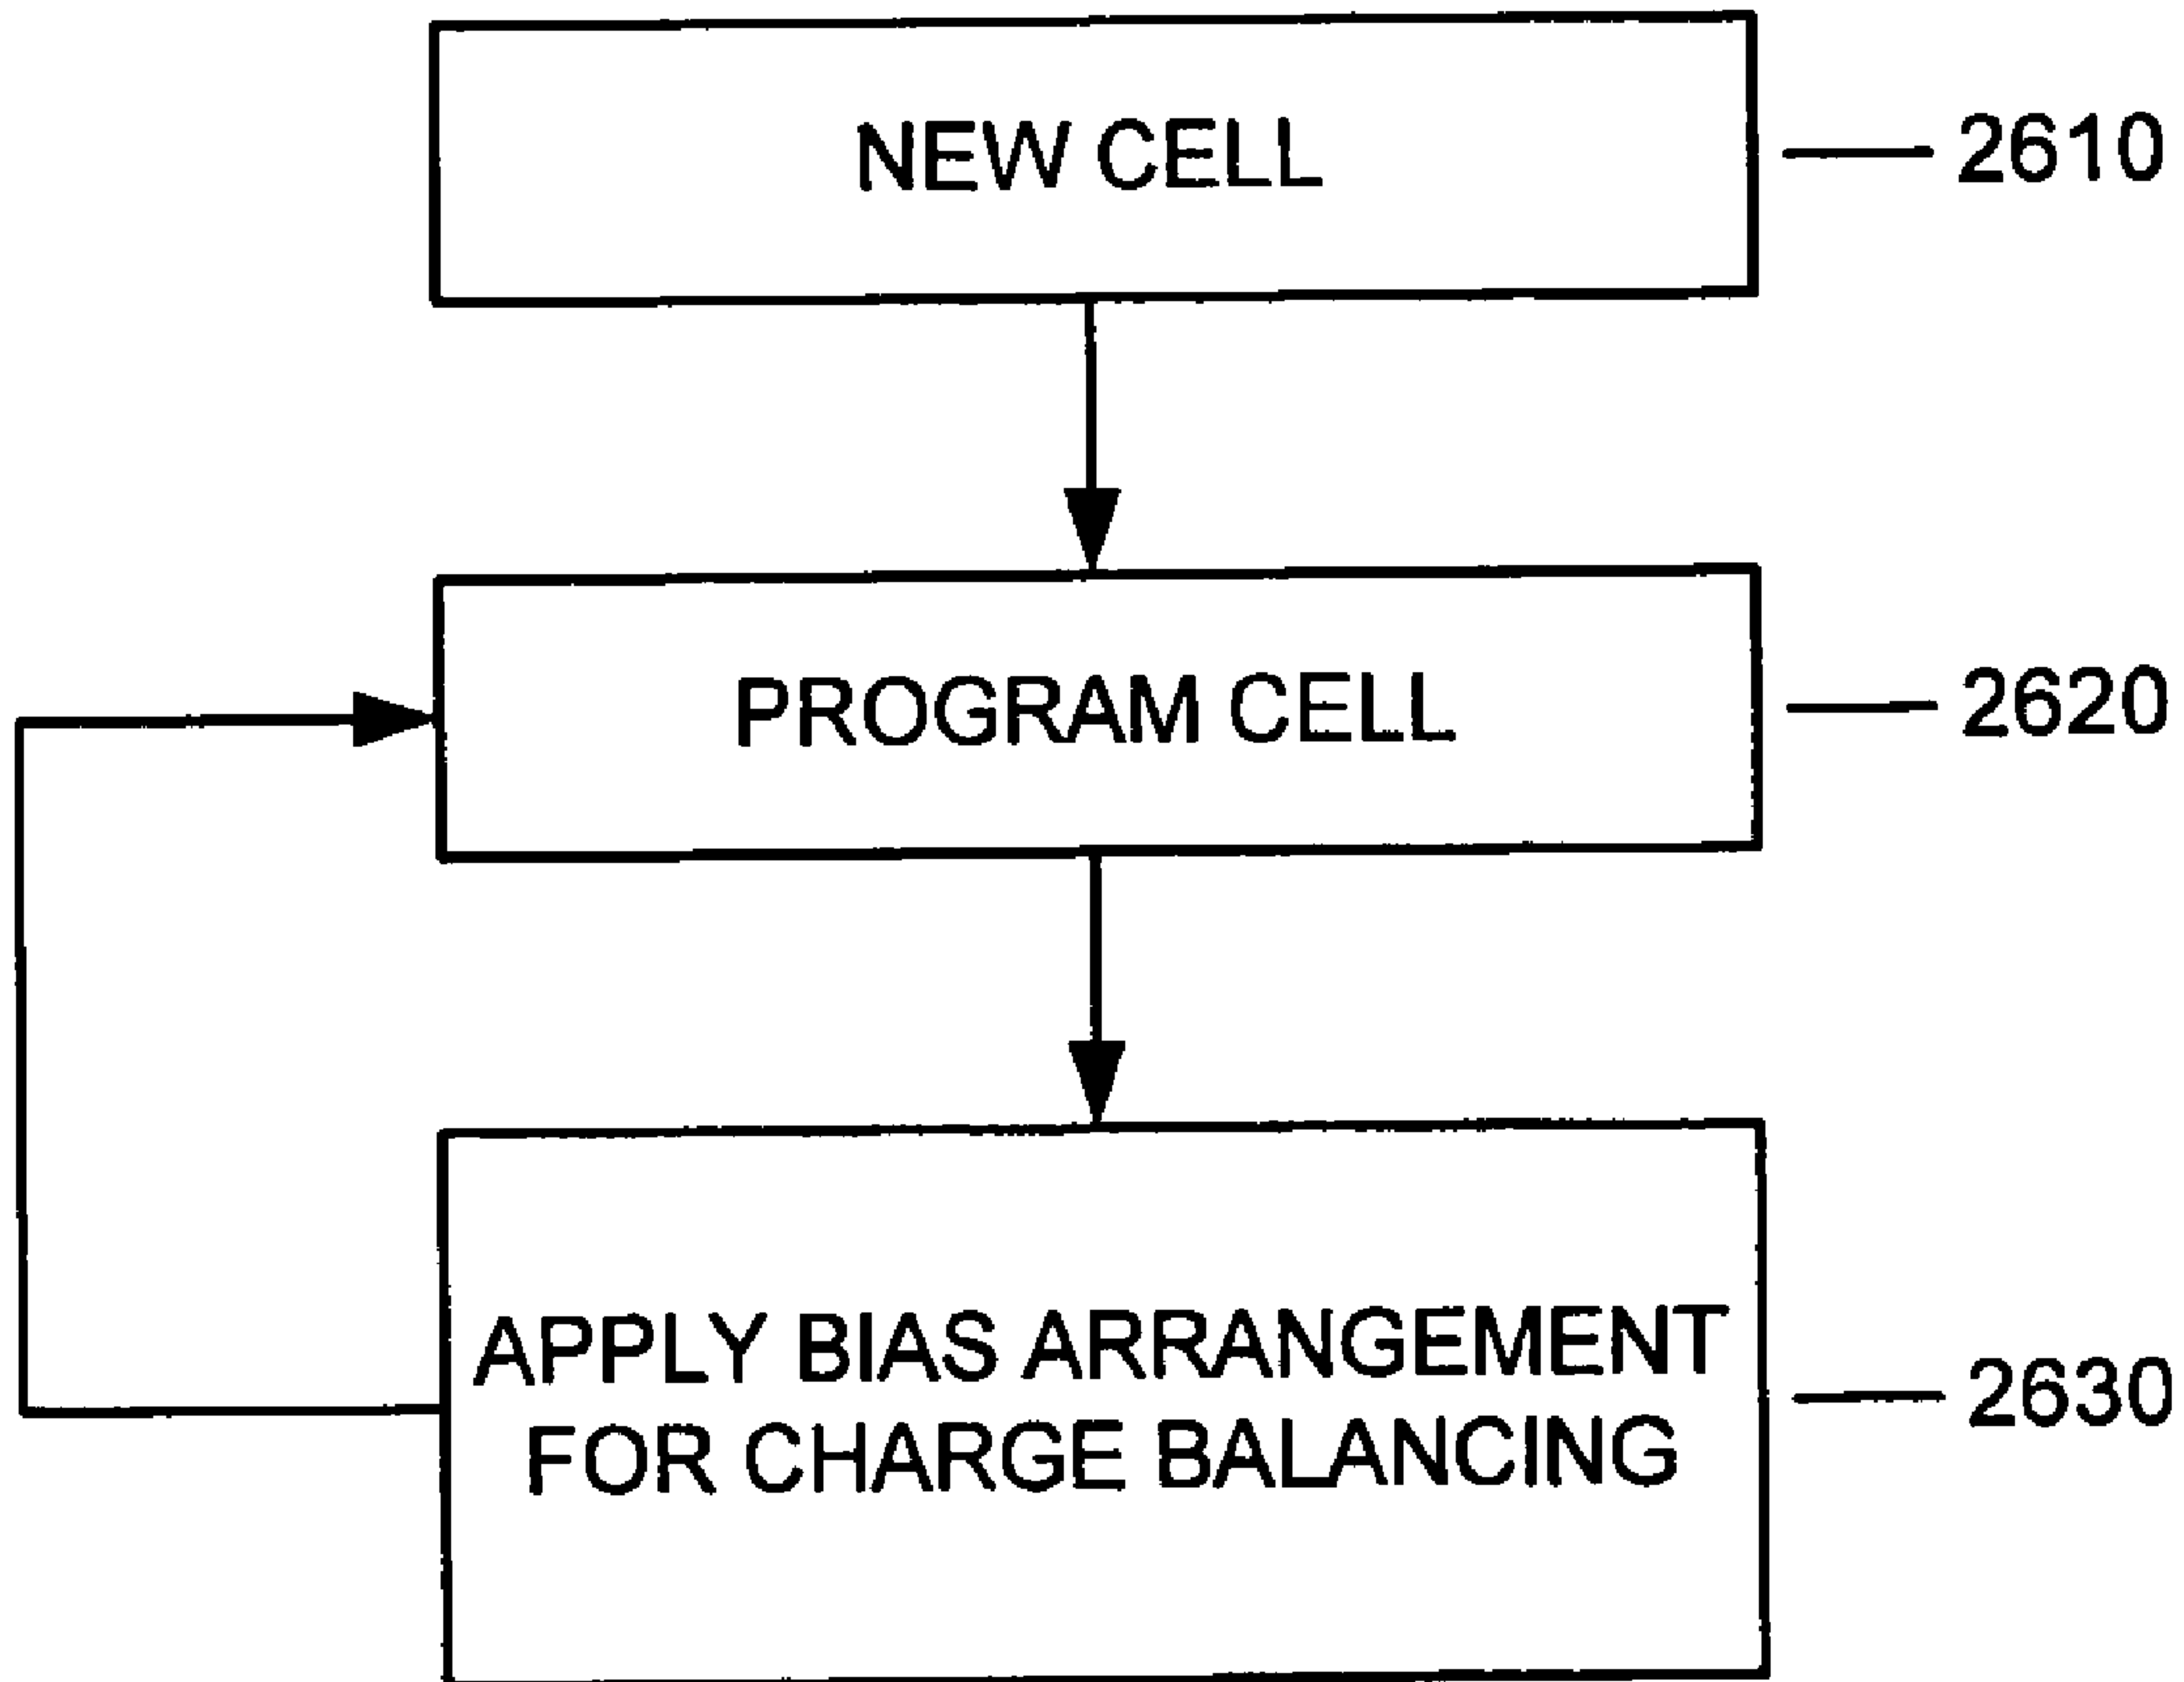 NEW CELL
2610
PROGRAM CELL
2620
APPLY BIAS ARRANGEMENT
FOR CHARGE BALANCING
2630